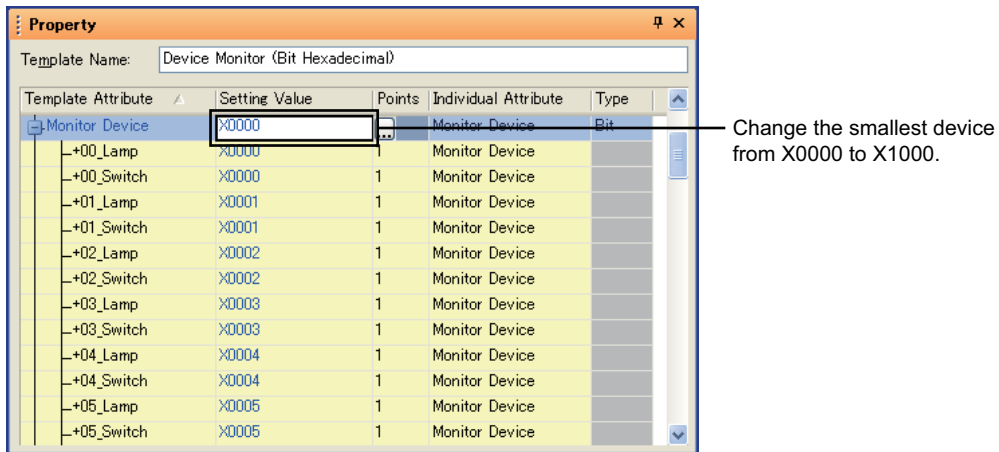 Property
Template Name: Device Monitor (Bit Hexadecimal)
Template Attribute Setting Value Points Individual Attribute Type
Monitor Device X0000 ... Monitor Device Bit
+00_Lamp X0000 1 Monitor Device
+00_Switch X0000 1 Monitor Device
+01_Lamp X0001 1 Monitor Device
+01_Switch X0001 1 Monitor Device
+02_Lamp X0002 1 Monitor Device
+02_Switch X0002 1 Monitor Device
+03_Lamp X0003 1 Monitor Device
+03_Switch X0003 1 Monitor Device
+04_Lamp X0004 1 Monitor Device
+04_Switch X0004 1 Monitor Device
+05_Lamp X0005 1 Monitor Device
+05_Switch X0005 1 Monitor Device
Change the smallest device
from X0000 to X1000.